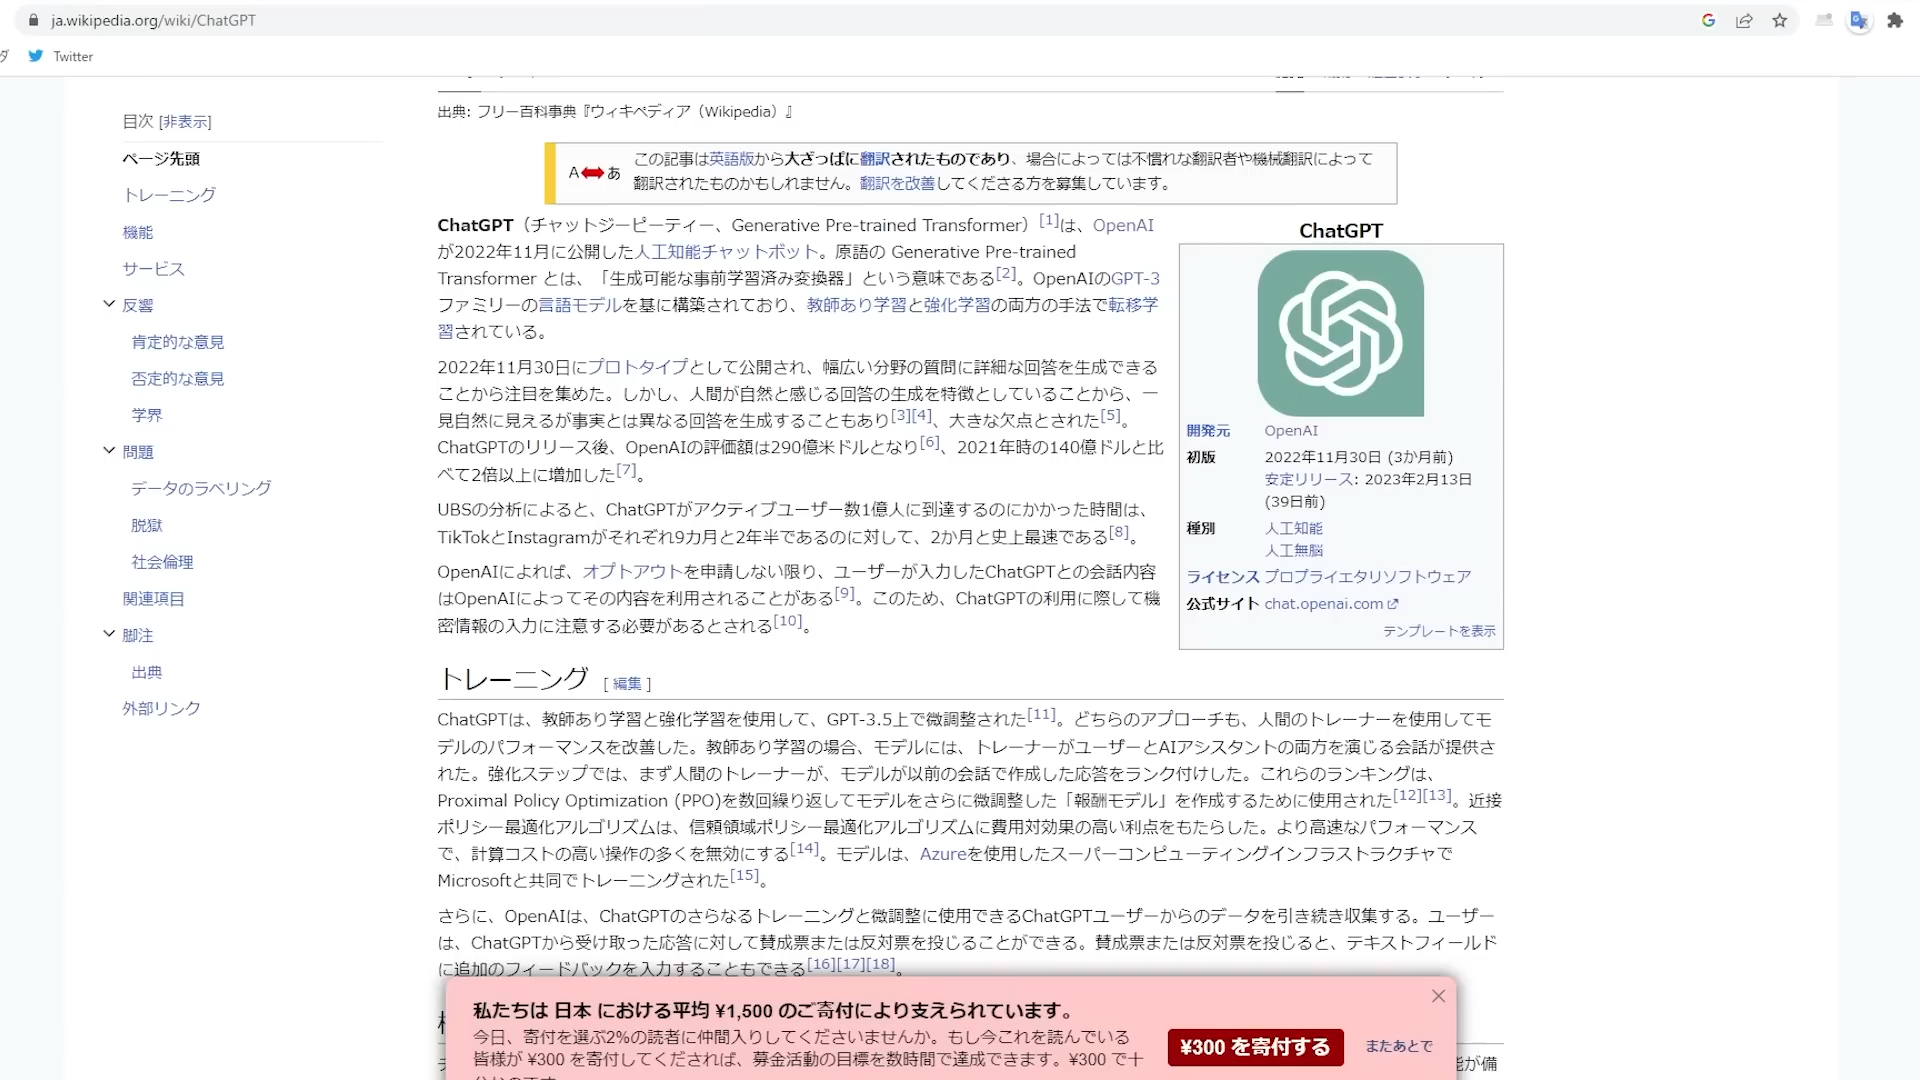 ja.wikipedia.org/wiki/ChatGPT
Twitter
目次 [非表示]
ページ先頭
トレーニング
機能
サービス
反響
肯定的な意見
否定的な意見
学界
問題
データのラベリング
脱獄
社会倫理
関連項目
脚注
出典
外部リンク
出典: フリー百科事典『ウィキペディア（Wikipedia）』
A あ
この記事は英語版から大ざっぱに翻訳されたものであり、場合によっては不慣れな翻訳者や機械翻訳によって
翻訳されたものかもしれません。翻訳を改善してくださる方を募集しています。
ChatGPT（チャットジーピーティー、Generative Pre-trained Transformer）[1]は、OpenAI
が2022年11月に公開した人工知能チャットボット。原語の Generative Pre-trained
Transformer とは、「生成可能な事前学習済み変換器」という意味である[2]。OpenAIのGPT-3
ファミリーの言語モデルを基に構築されており、教師あり学習と強化学習の両方の手法で転移学
習されている。
2022年11月30日にプロトタイプとして公開され、幅広い分野の質問に詳細な回答を生成できる
ことから注目を集めた。しかし、人間が自然と感じる回答の生成を特徴としていることから、一
見自然に見えるが事実とは異なる回答を生成することもあり[3][4]、大きな欠点とされた[5]。
ChatGPTのリリース後、OpenAIの評価額は290億米ドルとなり[6]、2021年時の140億ドルと比
べて2倍以上に増加した[7]。
UBSの分析によると、ChatGPTがアクティブユーザー数1億人に到達するのにかかった時間は、
TikTokとInstagramがそれぞれ9カ月と2年半であるのに対して、2か月と史上最速である[8]。
OpenAIによれば、オプトアウトを申請しない限り、ユーザーが入力したChatGPTとの会話内容
はOpenAIによってその内容を利用されることがある[9]。このため、ChatGPTの利用に際して機
密情報の入力に注意する必要があるとされる[10]。
ChatGPT
開発元 OpenAI
初版 2022年11月30日 (3か月前)
安定リリース: 2023年2月13日
(39日前)
種別 人工知能
人工無脳
ライセンス プロプライエタリソフトウェア
公式サイト chat.openai.com
テンプレートを表示
トレーニング [ 編集 ]
ChatGPTは、教師あり学習と強化学習を使用して、GPT-3.5上で微調整された[11]。どちらのアプローチも、人間のトレーナーを使用してモ
デルのパフォーマンスを改善した。教師あり学習の場合、モデルには、トレーナーがユーザーとAIアシスタントの両方を演じる会話が提供さ
れた。強化ステップでは、まず人間のトレーナーが、モデルが以前の会話で作成した応答をランク付けした。これらのランキングは、
Proximal Policy Optimization (PPO)を数回繰り返してモデルをさらに微調整した「報酬モデル」を作成するために使用された[12][13]。近接
ポリシー最適化アルゴリズムは、信頼領域ポリシー最適化アルゴリズムに費用対効果の高い利点をもたらした。より高速なパフォーマンス
で、計算コストの高い操作の多くを無効にする[14]。モデルは、Azureを使用したスーパーコンピューティングインフラストラクチャで
Microsoftと共同でトレーニングされた[15]。
さらに、OpenAIは、ChatGPTのさらなるトレーニングと微調整に使用できるChatGPTユーザーからのデータを引き続き収集する。ユーザー
は、ChatGPTから受け取った応答に対して賛成票または反対票を投じることができる。賛成票または反対票を投じると、テキストフィールド
に追加のフィードバックを入力することもできる[16][17][18]。
私たちは 日本 における平均 ¥1,500 のご寄付により支えられています。
今日、寄付を選ぶ2%の読者に仲間入りしてくださいませんか。もし今これを読んでいる
皆様が ¥300 を寄付してくだされば、募金活動の目標を数時間で達成できます。¥300 で十
¥300 を寄付する
またあとで
能が備